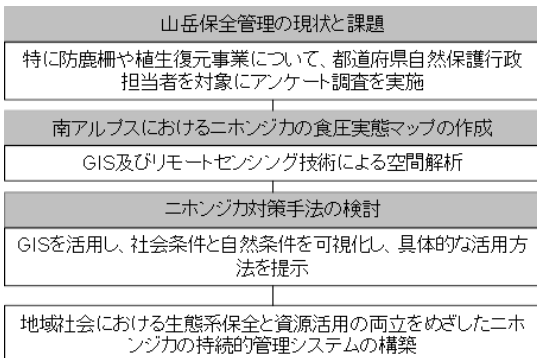 山岳保全管理の現状と課題
特に防鹿柵や植生復元事業について、都道府県自然保護行政
担当者を対象にアンケート調査を実施
南アルプスにおけるニホンジカの食圧実態マップの作成
GIS及びリモートセンシング技術による空間解析
ニホンジカ対策手法の検討
GISを活用し、社会条件と自然条件を可視化し、具体的な活用方
法を提示
地域社会における生態系保全と資源活用の両立をめざしたニホ
ンジカの持続的管理システムの構築